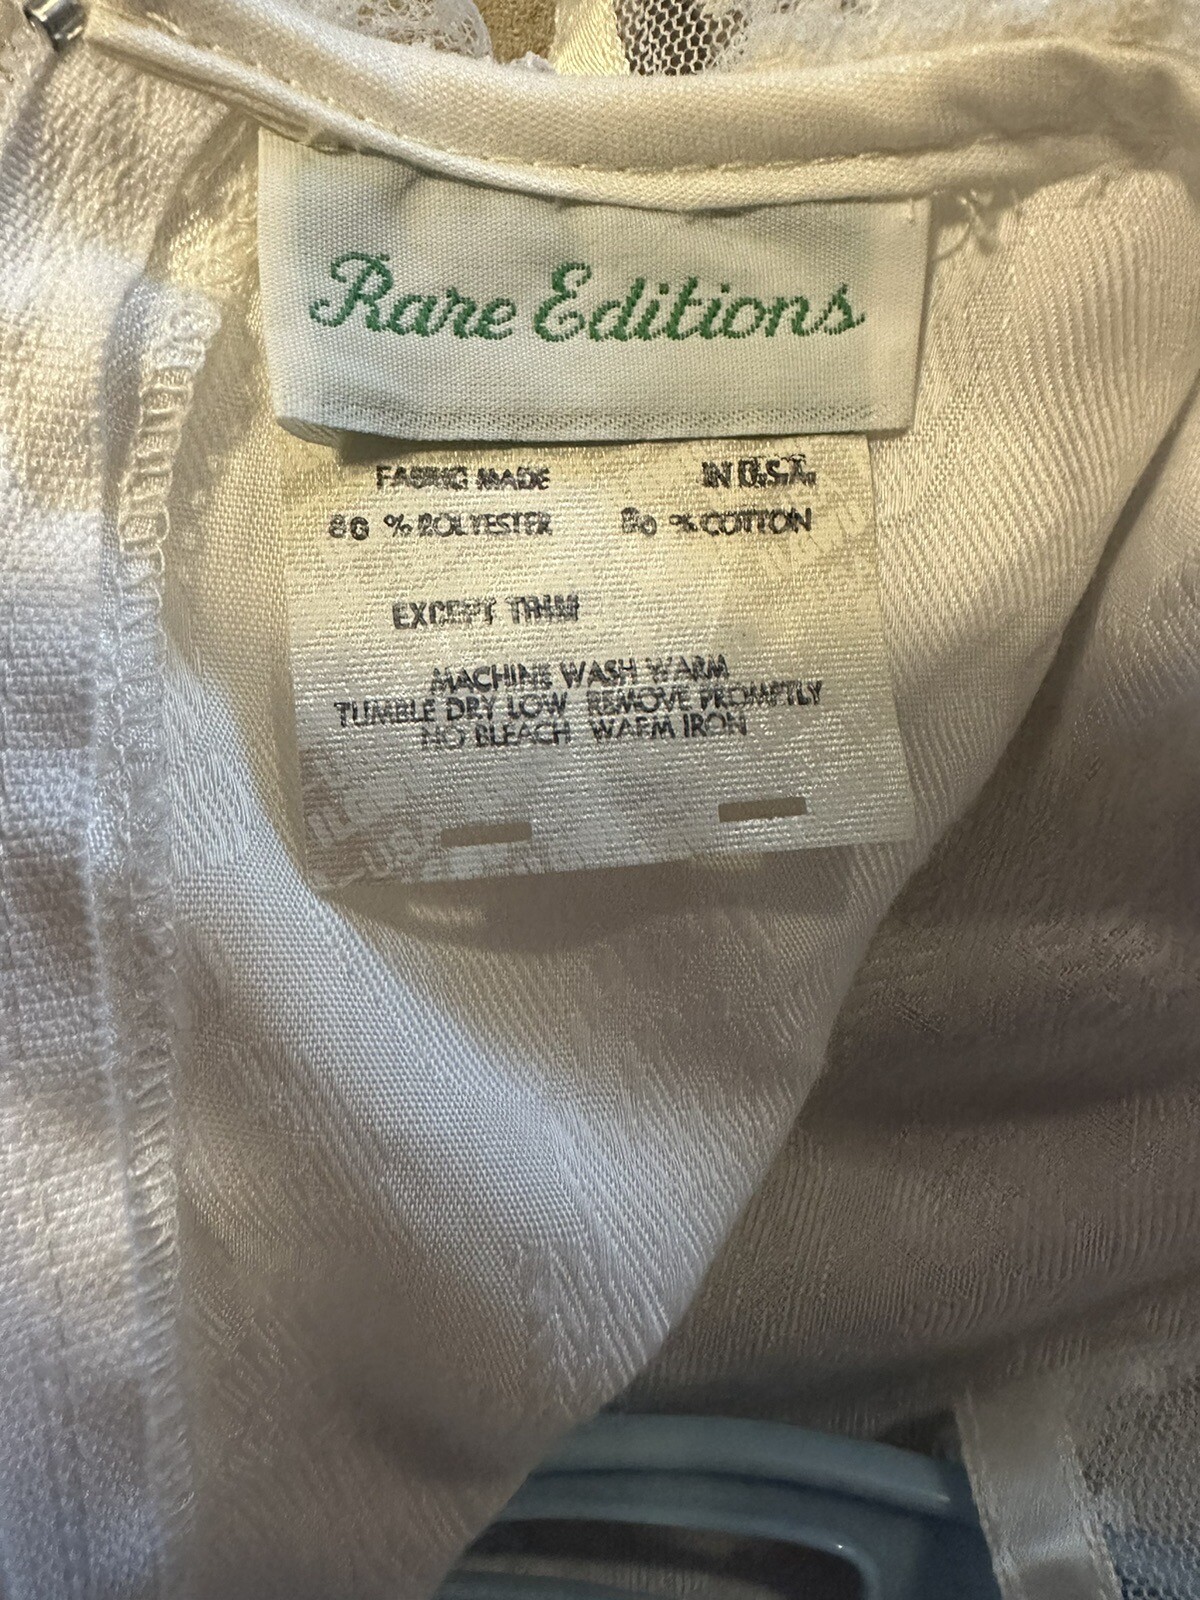 Rare Editions
FABRIC MADE IN U.S.A.
80 % POLYESTER % COTTON
EXCEPT TRIM
MACHINE WASH WARM
TUMBLE DRY LOW REMOVE PROMPTLY
NO BLEACH WARM IRON